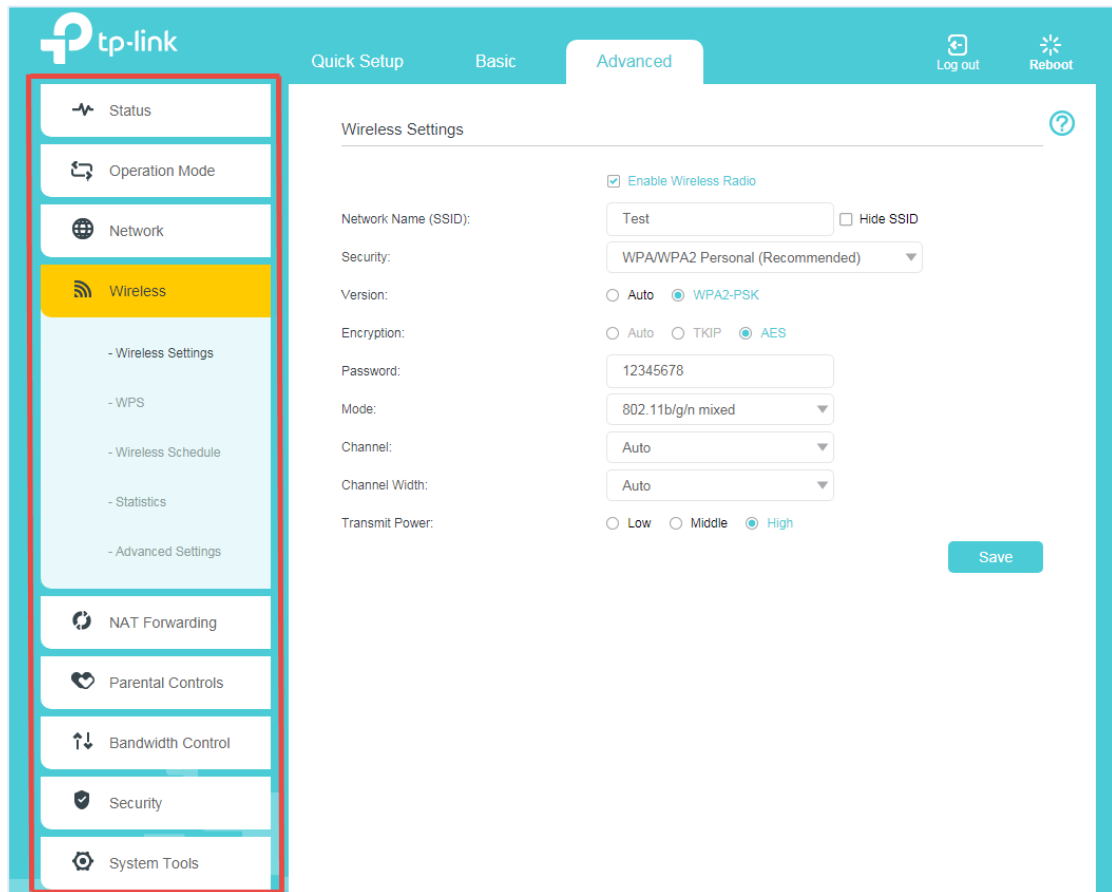 tp-link
Quick Setup Basic Advanced Log out Reboot
Status
Operation Mode
Network
Wireless
- Wireless Settings
- WPS
- Wireless Schedule
- Statistics
- Advanced Settings
NAT Forwarding
Parental Controls
Bandwidth Control
Security
System Tools
Wireless Settings
Enable Wireless Radio
Network Name (SSID): Test Hide SSID
Security: WPA/WPA2 Personal (Recommended)
Version: Auto WPA2-PSK
Encryption: Auto TKIP AES
Password: 12345678
Mode: 802.11b/g/n mixed
Channel: Auto
Channel Width: Auto
Transmit Power: Low Middle High
Save